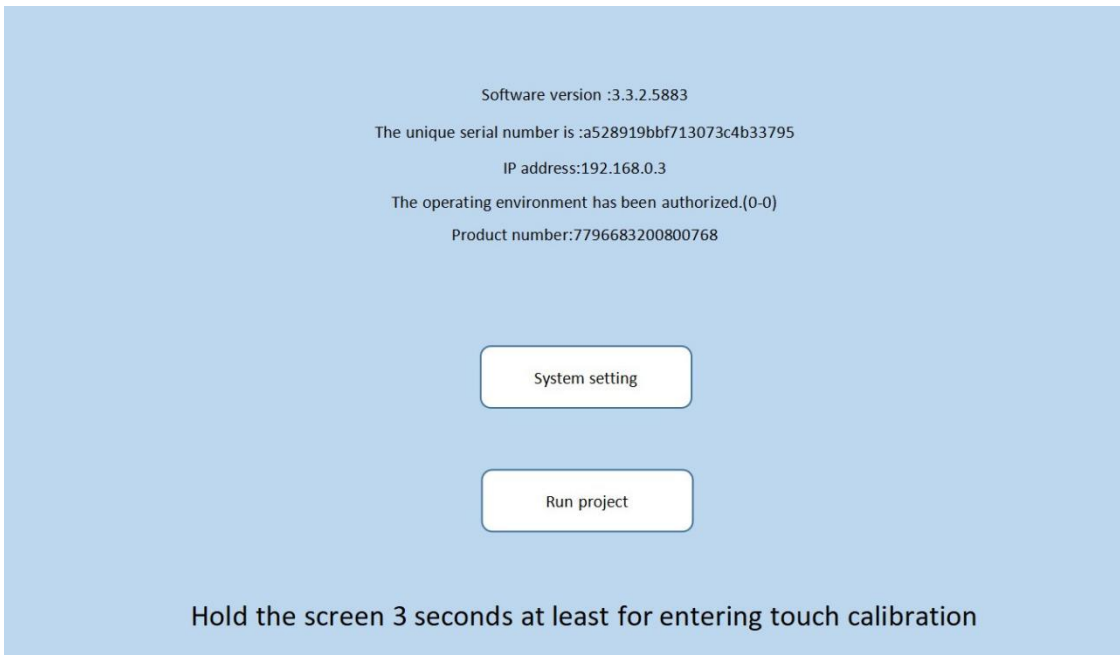 Software version :3.3.2.5883
The unique serial number is :a528919bbf713073c4b33795
IP address:192.168.0.3
The operating environment has been authorized.(0-0)
Product number:7796683200800768
System setting
Run project
Hold the screen 3 seconds at least for entering touch calibration